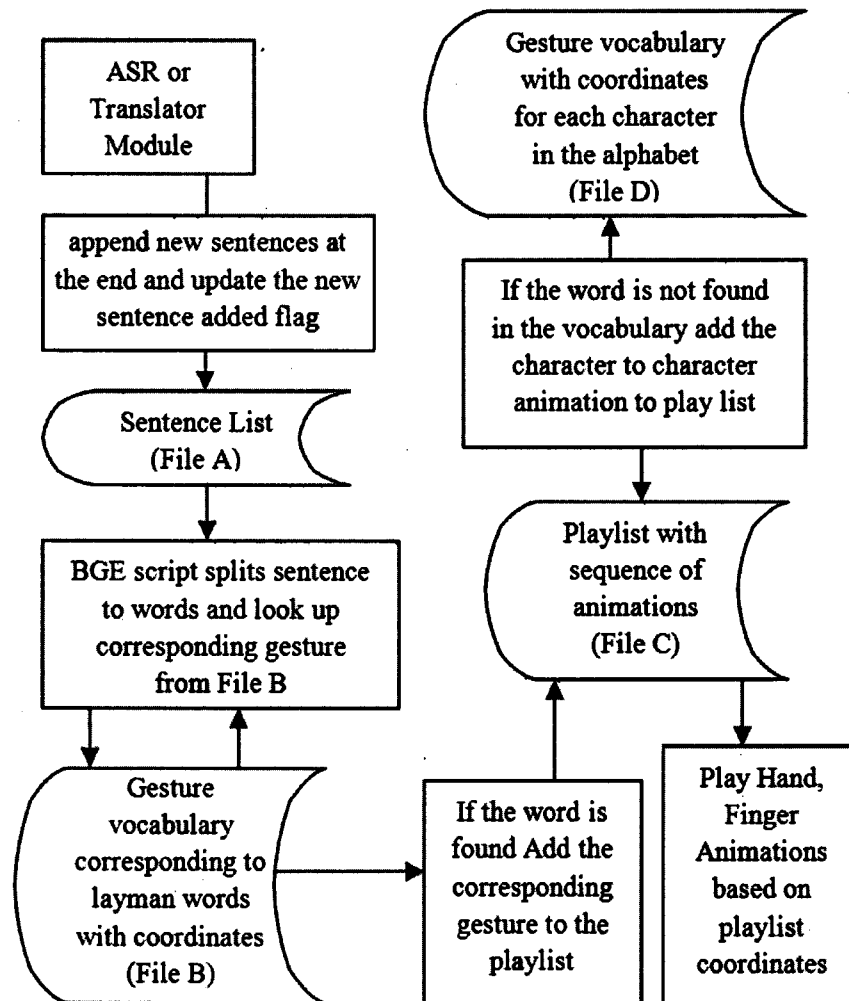 ASR or
Translator
Module
append new sentences at
the end and update the new
sentence added flag
Sentence List
(File A)
BGE script splits sentence
to words and look up
corresponding gesture
from File B
Gesture
vocabulary
corresponding to
layman words
with coordinates
(File B)
If the word is
found Add the
corresponding
gesture to the
playlist
Gesture vocabulary
with coordinates
for each character
in the alphabet
(File D)
If the word is not found
in the vocabulary add the
character to character
animation to play list
Playlist with
sequence of
animations
(File C)
Play Hand,
Finger
Animations
based on
playlist
coordinates